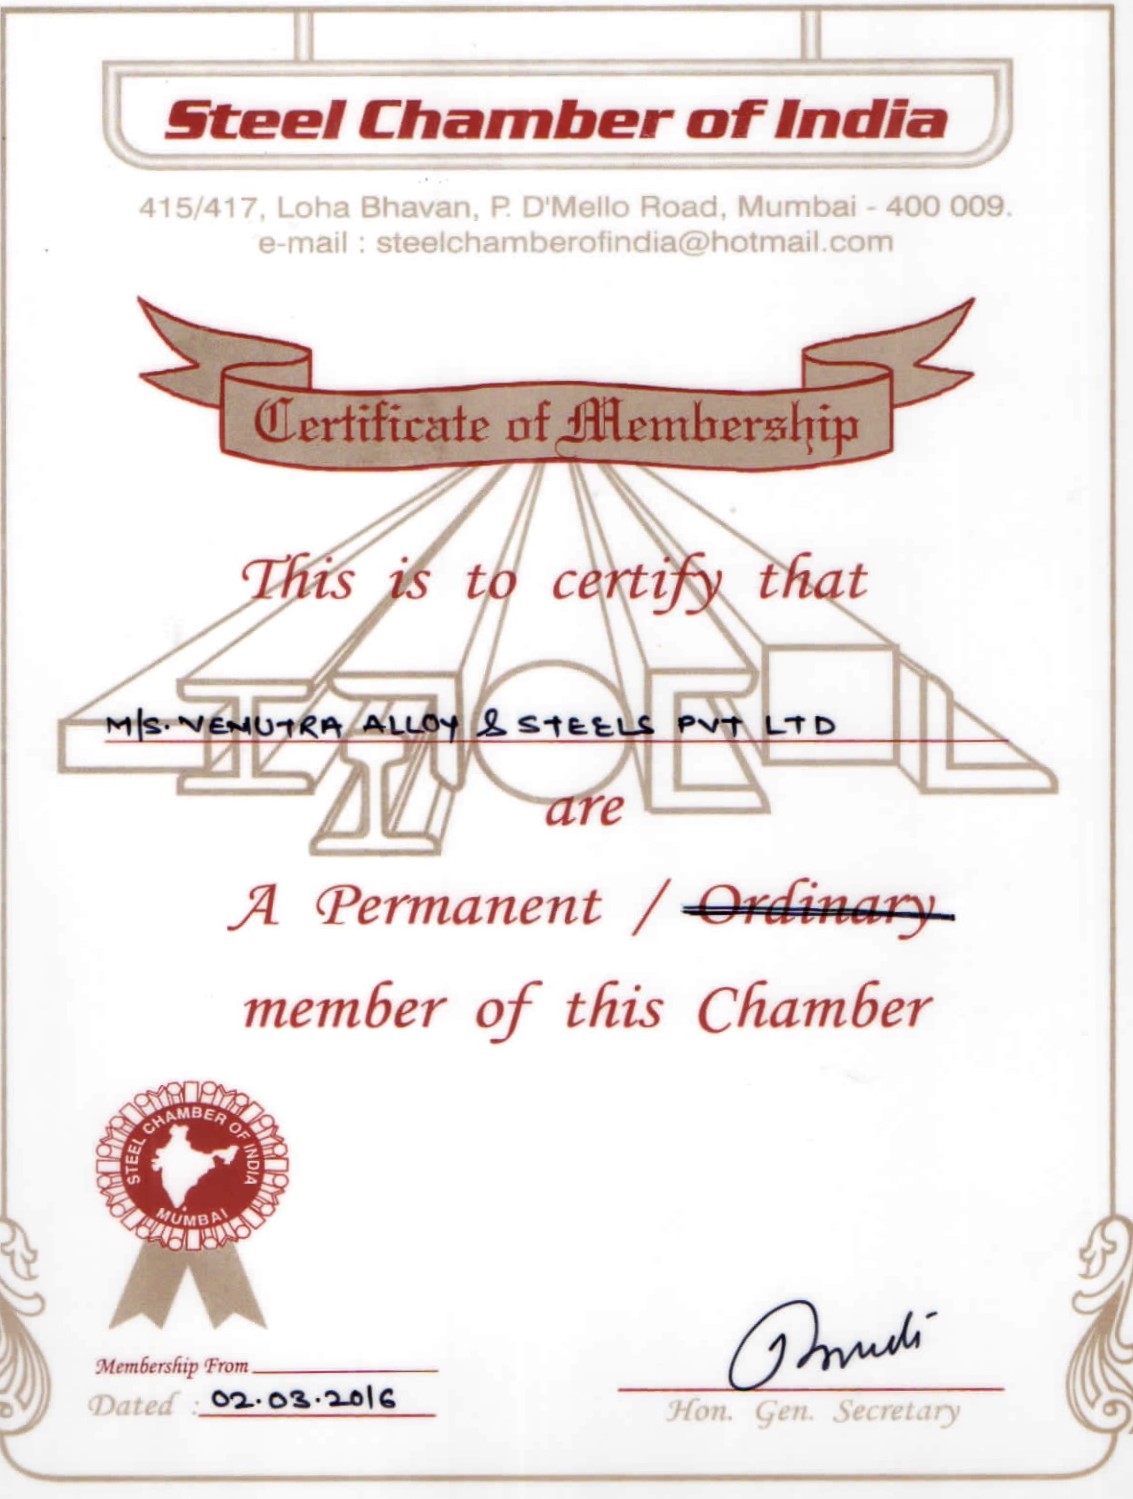 Steel Chamber of India
415/417, Loha Bhavan, P. D'Mello Road, Mumbai - 400 009.
e-mail : steelchamberofindia@hotmail.com
Certificate of Membership
This is to certify that
M/S. VEMUTRA ALLOY & STEELS PVT LTD
are
A Permanent / Ordinary
member of this Chamber
STEEL CHAMBER OF INDIA
MUMBAI
Membership From
Dated : 02.03.2016
Hon. Gen. Secretary